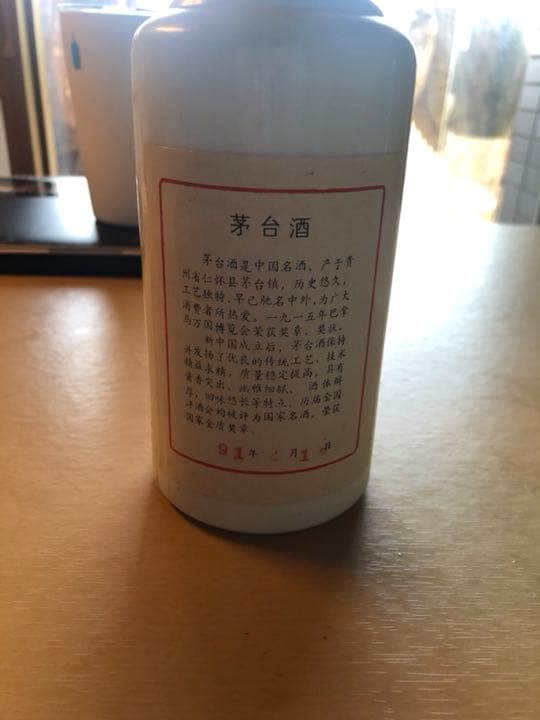 茅台酒
茅台酒是中国名酒，产于贵
州省仁怀县茅台镇，历史悠久，
工艺独特，早已驰名中外，为广大
消费者所热爱。一九一五年巴拿
马万国博览会荣获奖章、奖状。
新中国成立后，茅台酒保持
并发扬了优良的传统工艺，技术
精益求精，质量稳定提高。具有
酱香突出、幽雅细腻、酒体醇
厚、回味悠长等特点。历届全国
评酒会均被评为国家名酒，荣获
国家金质奖章。
91年 月1 日